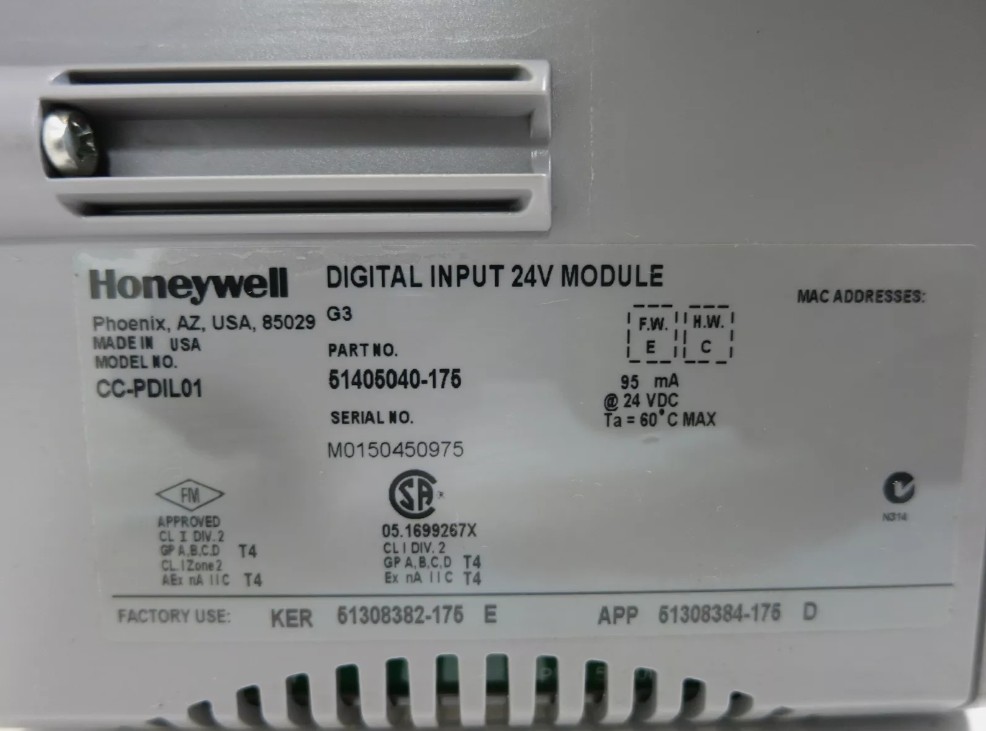 Honeywell
DIGITAL INPUT 24V MODULE
MAC ADDRESSES:
Phoenix, AZ, USA, 85029
G3
MADE IN USA
MODEL NO.
CC-PDIL01
PART NO.
51405040-175
SERIAL NO.
M0150450975
F.W.
E
H.W.
C
95 mA
@ 24 VDC
Ta = 60°C MAX
FM
APPROVED
CL I DIV. 2
GP A,B,C,D T4
CL. I Zone 2
AEx nA IIC T4
SA
05.1699267X
CL I DIV. 2
GP A,B,C,D T4
Ex nA IIC T4
N314
FACTORY USE: KER 51308382-175 E APP 51308384-175 D